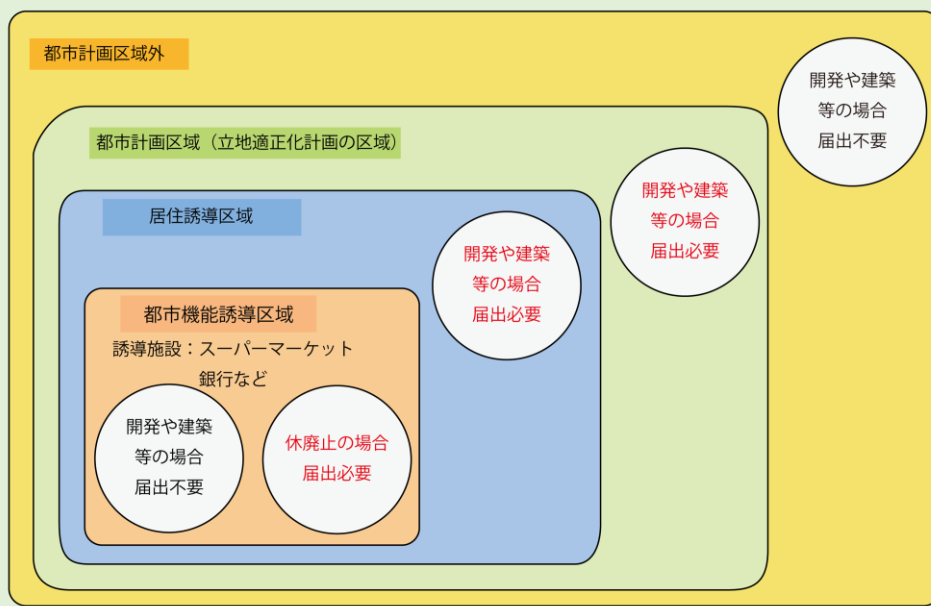 都市計画区域外
開発や建築
等の場合
届出不要
都市計画区域（立地適正化計画の区域）
開発や建築
等の場合
届出必要
居住誘導区域
開発や建築
等の場合
届出必要
都市機能誘導区域
誘導施設：スーパーマーケット
銀行など
開発や建築
等の場合
届出不要
休廃止の場合
届出必要